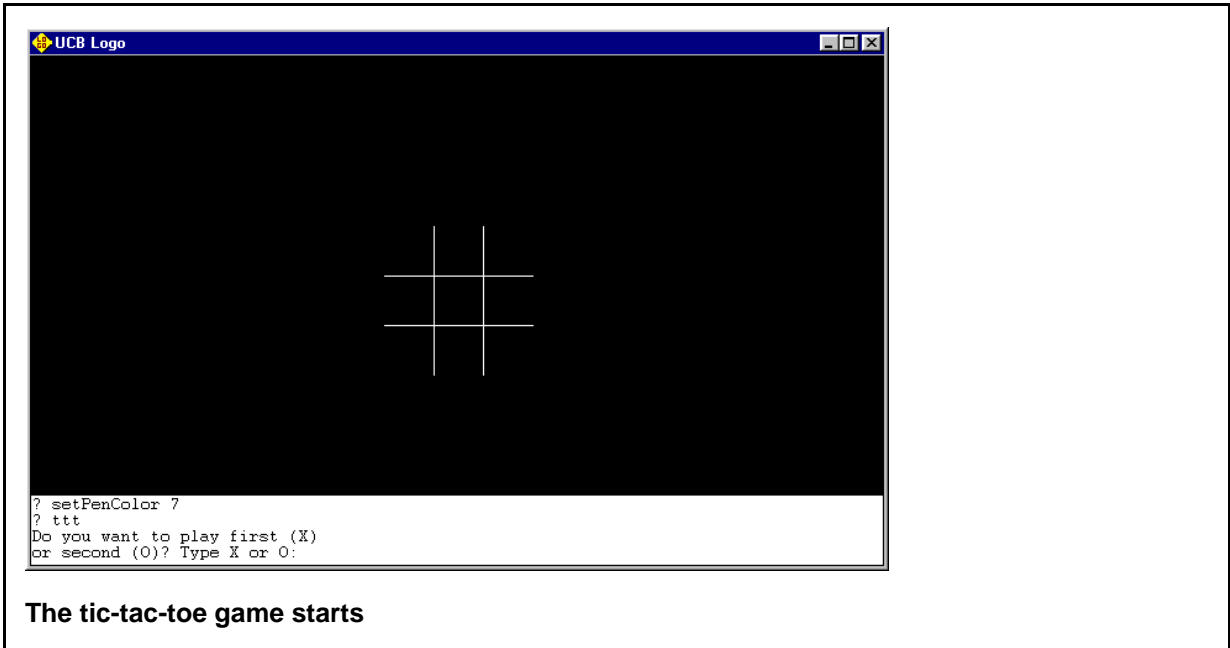 UCB Logo
? setPenColor 7
? ttt
Do you want to play first (X)
or second (O)? Type X or O:
The tic-tac-toe game starts